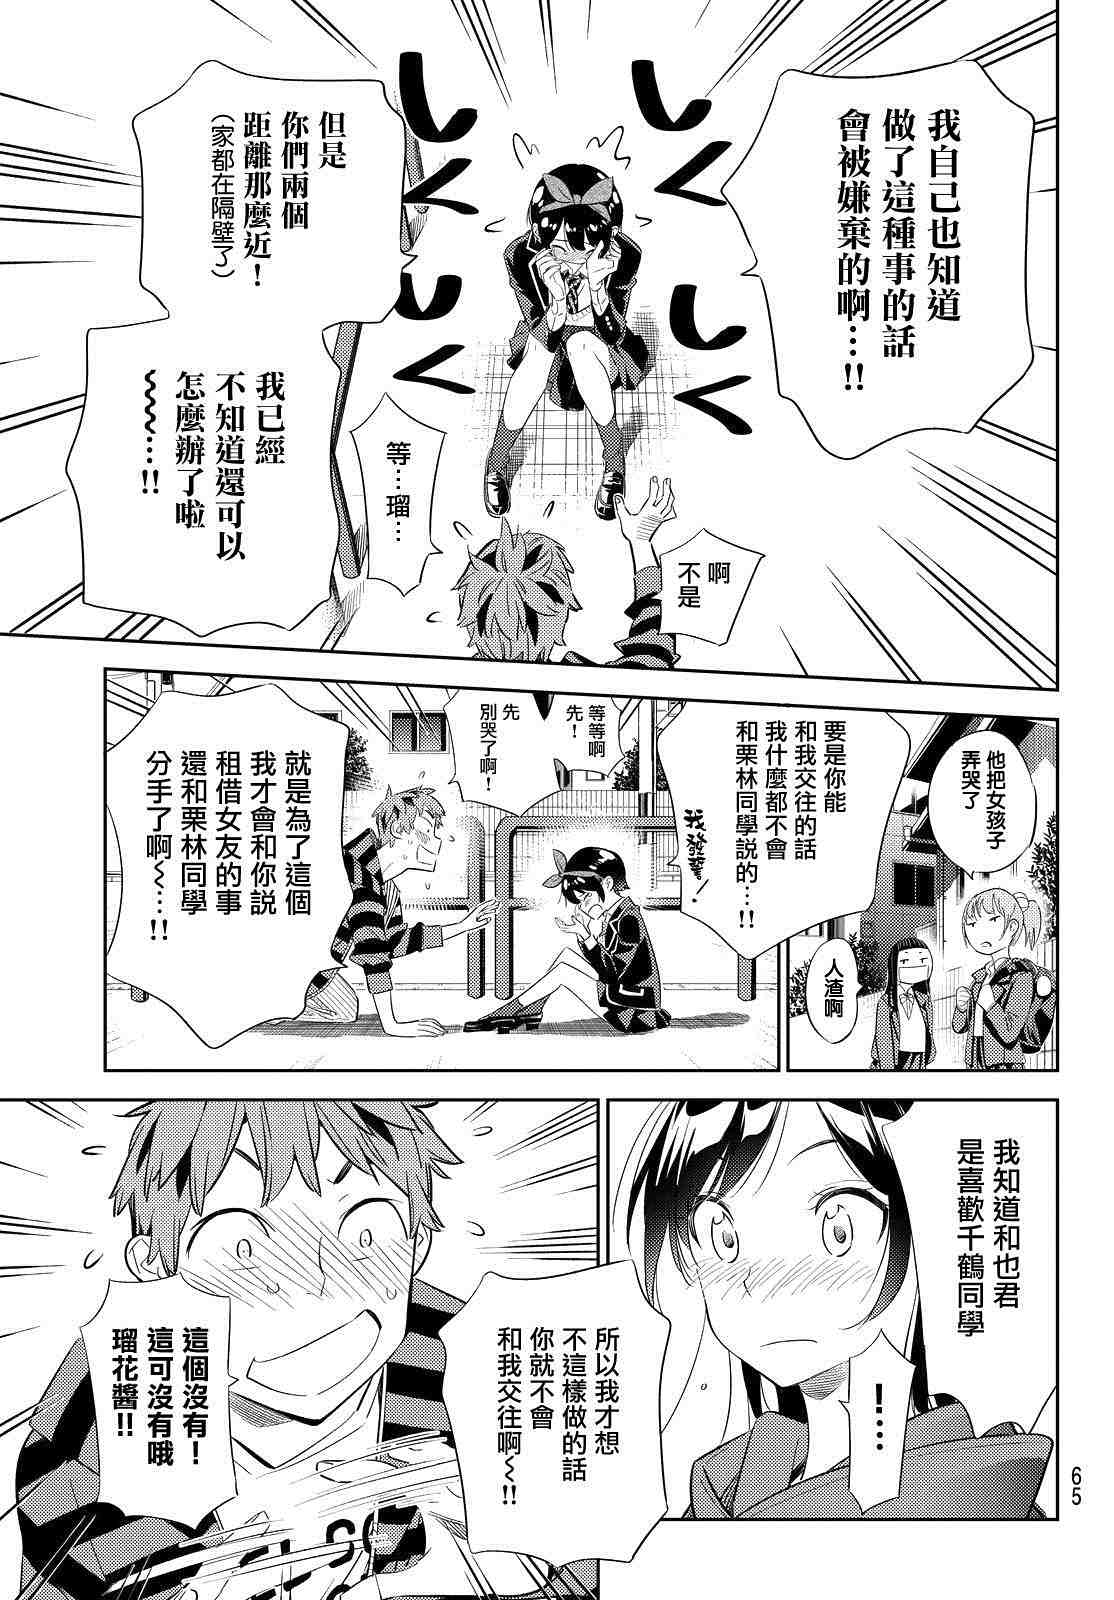 我自己也知道
做了這種事的話
會被嫌棄的啊…!!
但是
你們兩個
距離那麼近！
（家都在隔壁了）
我已經
不知道還可以
怎麼辦了啦
～～…!!
しくしくしく
しくしくしく
等…瑠…
啊
不是
他把女孩子
弄哭了
人渣啊
要是你能
和我交往的話
我什麼都不會
和栗林同學說的…!!
我發誓！
等等啊
先！
先
別哭了啊！
就是為了這個
我才會和你說
租借女友的事
還和栗林同學
分手了啊～…!!
我知道和也君
是喜歡千鶴同學
！…
所以我才想
不這樣做的話
你就不會
和我交往啊～!!
這個沒有！
這可沒有哦
瑠花醬!!
65